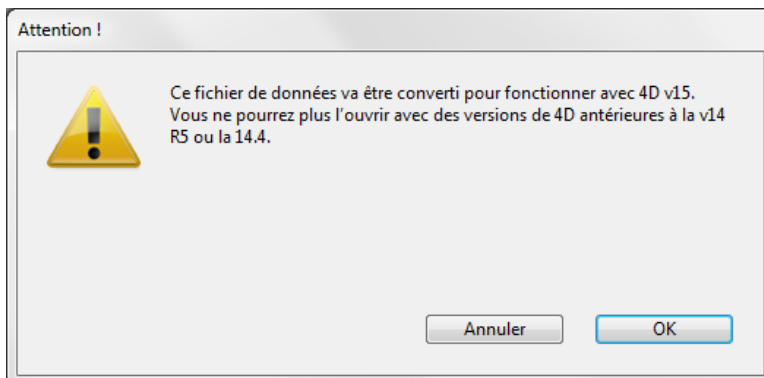 Attention !
Ce fichier de données va être converti pour fonctionner avec 4D v15.
Vous ne pourrez plus l'ouvrir avec des versions de 4D antérieures à la v14
R5 ou la 14.4.
Annuler
OK